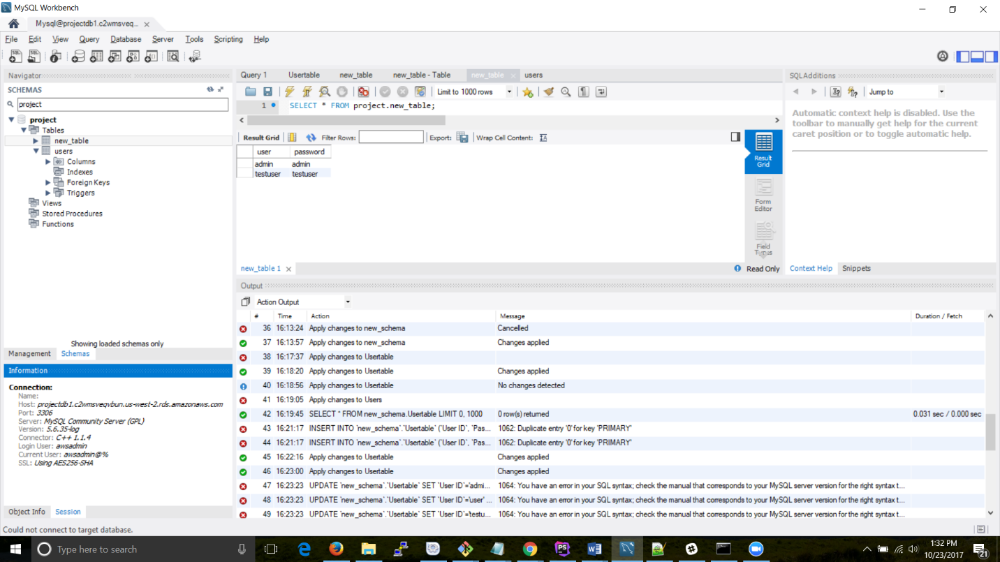 MySQL Workbench
Mysql@projectdb1.c2wmsveq...
File Edit View Query Database Server Tools Scripting Help
Navigator
SCHEMAS
project
project
Tables
new_table
users
Columns
Indexes
Foreign Keys
Triggers
Views
Stored Procedures
Functions
Showing loaded schemas only
Management Schemas
Information
Connection:
Name:
Host: projectdb1.c2wmsveqvbun.us-west-2.rds.amazonaws.com
Port: 3306
Server: MySQL Community Server (GPL)
Version: 5.6.35-log
Connector: C++ 1.1.4
Login User: awsadmin
Current User: awsadmin@%
SSL: Using AES256-SHA
Object Info Session
Query 1 Usertable new_table new_table - Table new_table users
Limit to 1000 rows
1 SELECT * FROM project.new_table;
Result Grid Filter Rows: Export: Wrap Cell Content:
user password
admin admin
testuser testuser
Result Grid
Form Editor
Field Types
new_table 1 Read Only
SQLAdditions
Jump to
Automatic context help is disabled. Use the
toolbar to manually get help for the current
caret position or to toggle automatic help.
Context Help Snippets
Output
Action Output
# Time Action Message Duration / Fetch
36 16:13:24 Apply changes to new_schema Cancelled
37 16:13:57 Apply changes to new_schema Changes applied
38 16:17:37 Apply changes to Usertable
39 16:18:20 Apply changes to Usertable Changes applied
40 16:18:56 Apply changes to Usertable No changes detected
41 16:19:05 Apply changes to Users
42 16:19:45 SELECT * FROM new_schema.Usertable LIMIT 0, 1000 0 row(s) returned 0.031 sec / 0.000 sec
43 16:21:17 INSERT INTO `new_schema`.`Usertable` (`User ID`, `Pas... 1062: Duplicate entry '0' for key 'PRIMARY'
44 16:21:17 INSERT INTO `new_schema`.`Usertable` (`User ID`, `Pas... 1062: Duplicate entry '0' for key 'PRIMARY'
45 16:22:16 Apply changes to Usertable Changes applied
46 16:23:00 Apply changes to Usertable Changes applied
47 16:23:23 UPDATE `new_schema`.`Usertable` SET `User ID`='admi... 1064: You have an error in your SQL syntax; check the manual that corresponds to your MySQL server version for the right syntax t...
48 16:23:23 UPDATE `new_schema`.`Usertable` SET `User ID`='user' ... 1064: You have an error in your SQL syntax; check the manual that corresponds to your MySQL server version for the right syntax t...
49 16:23:23 UPDATE `new_schema`.`Usertable` SET `User ID`='testu... 1064: You have an error in your SQL syntax; check the manual that corresponds to your MySQL server version for the right syntax t...
Could not connect to target database.
Type here to search
1:32 PM
10/23/2017
21